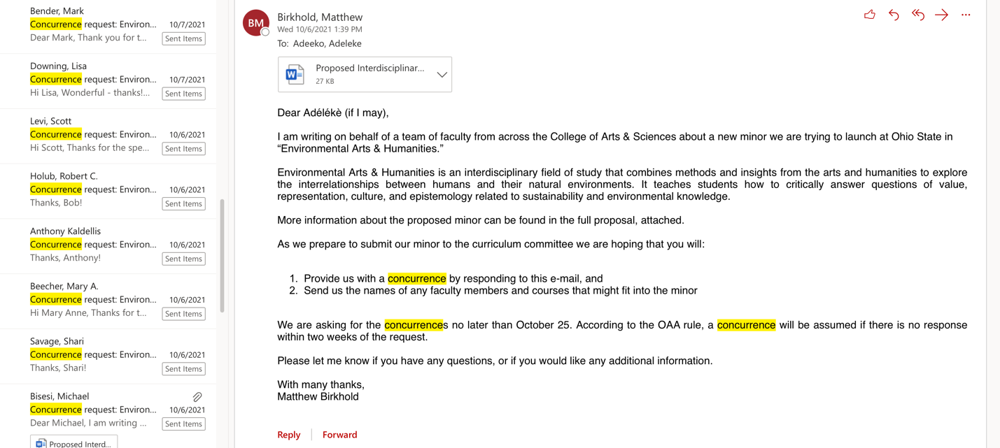 Bender, Mark
Concurrence request: Environ... 10/7/2021
Dear Mark, Thank you for t... Sent Items
Downing, Lisa
Concurrence request: Environ... 10/7/2021
Hi Lisa, Wonderful - thanks!... Sent Items
Levi, Scott
Concurrence request: Environ... 10/6/2021
Hi Scott, Thanks for the spe... Sent Items
Holub, Robert C.
Concurrence request: Environ... 10/6/2021
Thanks, Bob! Sent Items
Anthony Kaldellis
Concurrence request: Environ... 10/6/2021
Thanks, Anthony! Sent Items
Beecher, Mary A.
Concurrence request: Environ... 10/6/2021
Hi Mary Anne, Thanks for t... Sent Items
Savage, Shari
Concurrence request: Environ... 10/6/2021
Thanks, Shari! Sent Items
Bisesi, Michael
Concurrence request: Environ... 10/6/2021
Dear Michael, I am writing ... Sent Items
Proposed Interd...
BM
Birkhold, Matthew
Wed 10/6/2021 1:39 PM
To: Adeeko, Adeleke
W
Proposed Interdisciplinar...
27 KB
Dear Adélékè (if I may),
I am writing on behalf of a team of faculty from across the College of Arts & Sciences about a new minor we are trying to launch at Ohio State in
“Environmental Arts & Humanities.”
Environmental Arts & Humanities is an interdisciplinary field of study that combines methods and insights from the arts and humanities to explore
the interrelationships between humans and their natural environments. It teaches students how to critically answer questions of value,
representation, culture, and epistemology related to sustainability and environmental knowledge.
More information about the proposed minor can be found in the full proposal, attached.
As we prepare to submit our minor to the curriculum committee we are hoping that you will:
1. Provide us with a concurrence by responding to this e-mail, and
2. Send us the names of any faculty members and courses that might fit into the minor
We are asking for the concurrences no later than October 25. According to the OAA rule, a concurrence will be assumed if there is no response
within two weeks of the request.
Please let me know if you have any questions, or if you would like any additional information.
With many thanks,
Matthew Birkhold
Reply Forward